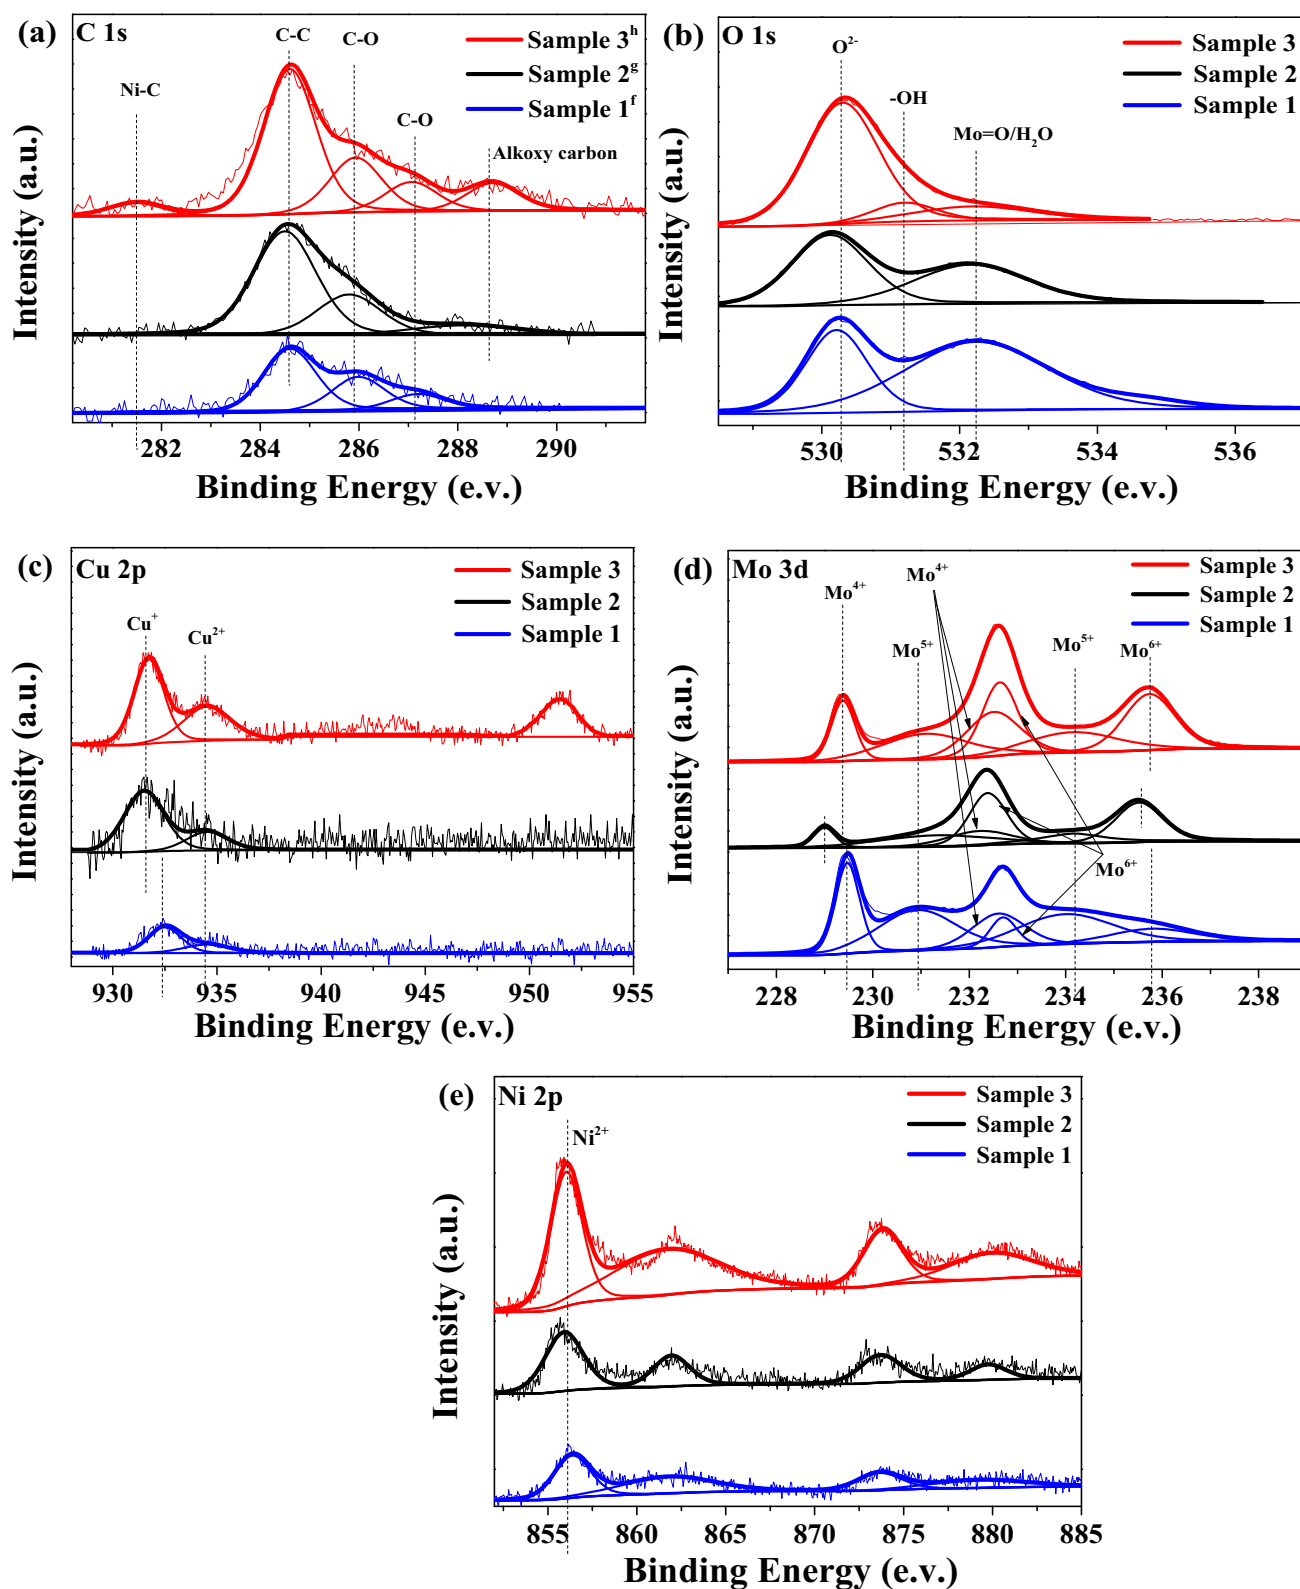 (a) C 1s
Ni-C
C-C
C-O
C-O
Alkoxy carbon
Sample 3ʰ
Sample 2ᵍ
Sample 1ᶠ
Intensity (a.u.)
282 284 286 288 290
Binding Energy (e.v.)
(b) O 1s
O²⁻
-OH
Mo=O/H₂O
Sample 3
Sample 2
Sample 1
Intensity (a.u.)
530 532 534 536
Binding Energy (e.v.)
(c) Cu 2p
Cu⁺
Cu²⁺
Sample 3
Sample 2
Sample 1
Intensity (a.u.)
930 935 940 945 950 955
Binding Energy (e.v.)
(d) Mo 3d
Mo⁴⁺
Mo⁴⁺
Mo⁵⁺
Mo⁵⁺
Mo⁶⁺
Mo⁶⁺
Sample 3
Sample 2
Sample 1
Intensity (a.u.)
228 230 232 234 236 238
Binding Energy (e.v.)
(e) Ni 2p
Ni²⁺
Sample 3
Sample 2
Sample 1
Intensity (a.u.)
855 860 865 870 875 880 885
Binding Energy (e.v.)